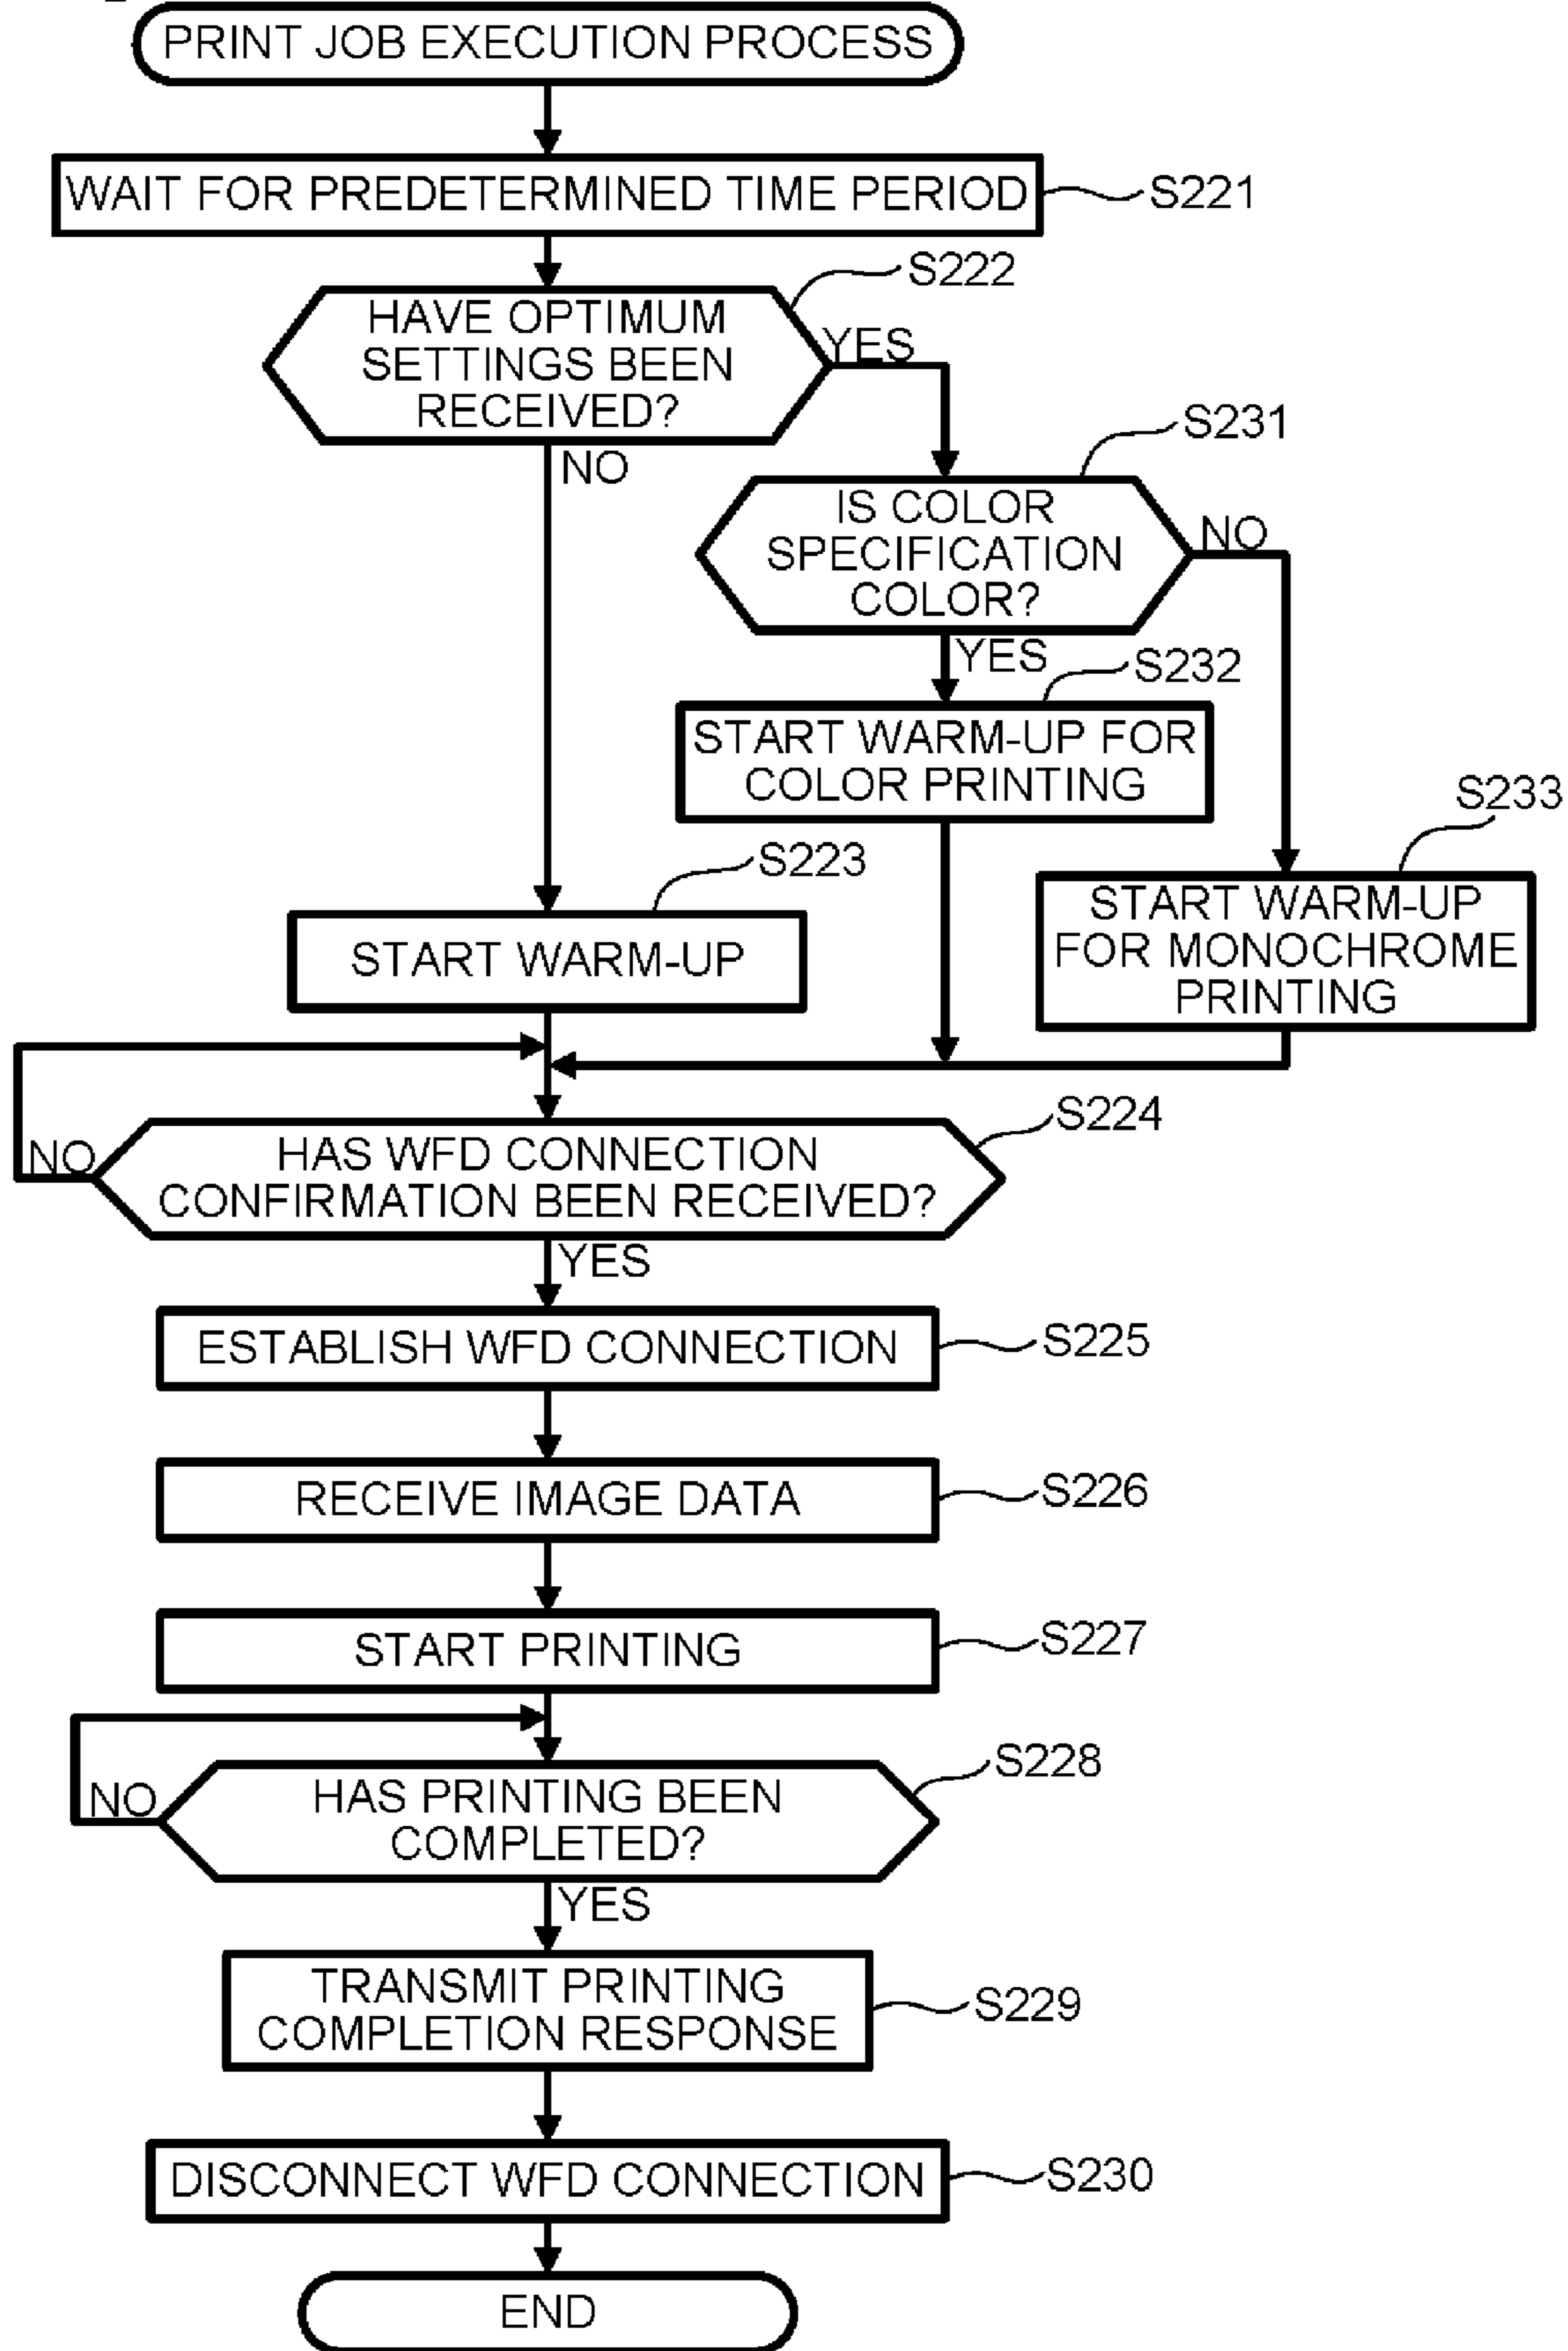 PRINT JOB EXECUTION PROCESS
WAIT FOR PREDETERMINED TIME PERIOD
S221
S222
HAVE OPTIMUM
SETTINGS BEEN
RECEIVED?
YES
NO
S231
IS COLOR
SPECIFICATION
COLOR?
NO
YES
S232
START WARM-UP FOR
COLOR PRINTING
S233
START WARM-UP
FOR MONOCHROME
PRINTING
S223
START WARM-UP
S224
HAS WFD CONNECTION
CONFIRMATION BEEN RECEIVED?
NO
YES
ESTABLISH WFD CONNECTION
S225
RECEIVE IMAGE DATA
S226
START PRINTING
S227
S228
HAS PRINTING BEEN
COMPLETED?
NO
YES
TRANSMIT PRINTING
COMPLETION RESPONSE
S229
DISCONNECT WFD CONNECTION
S230
END